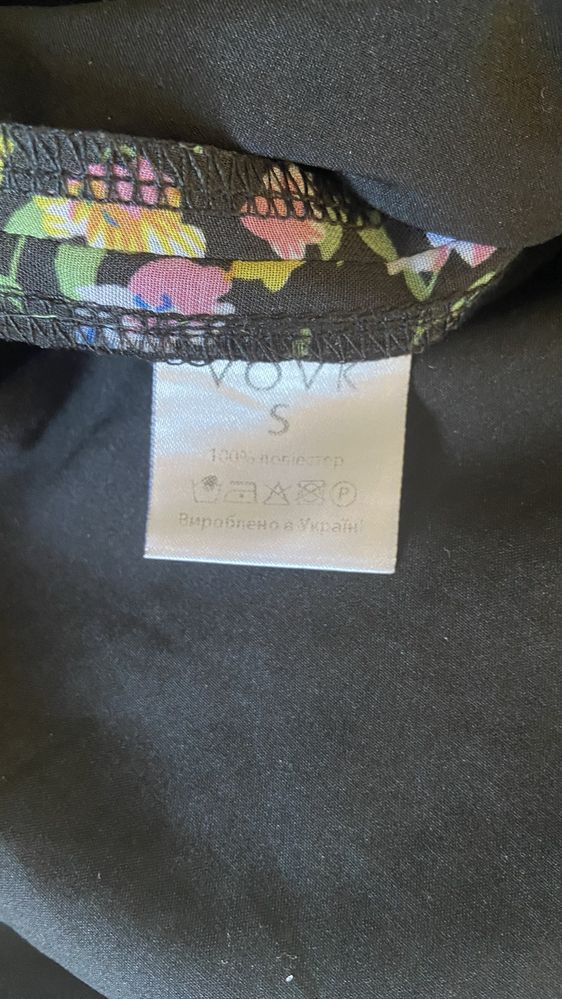 VOVK
S
100% поліестер
P
Вироблено в Україні